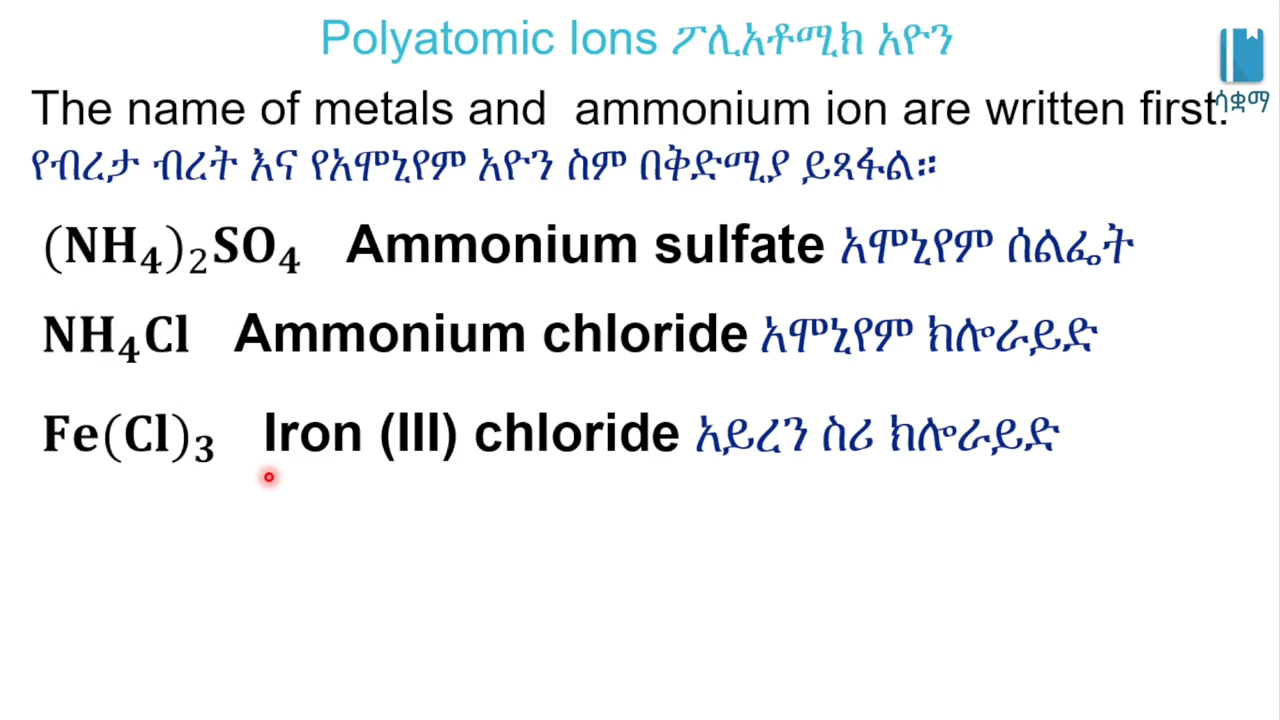 Polyatomic Ions ፖሊአቶሚክ አዮን
ሳቋማ
The name of metals and ammonium ion are written first.
የብረታ ብረት እና የአሞኒየም አዮን ስም በቅድሚያ ይጻፋል።
(NH₄)₂SO₄ Ammonium sulfate አሞኒየም ሰልፌት
NH₄Cl Ammonium chloride አሞኒየም ክሎራይድ
Fe(Cl)₃ Iron (III) chloride አይረን ስሪ ክሎራይድ